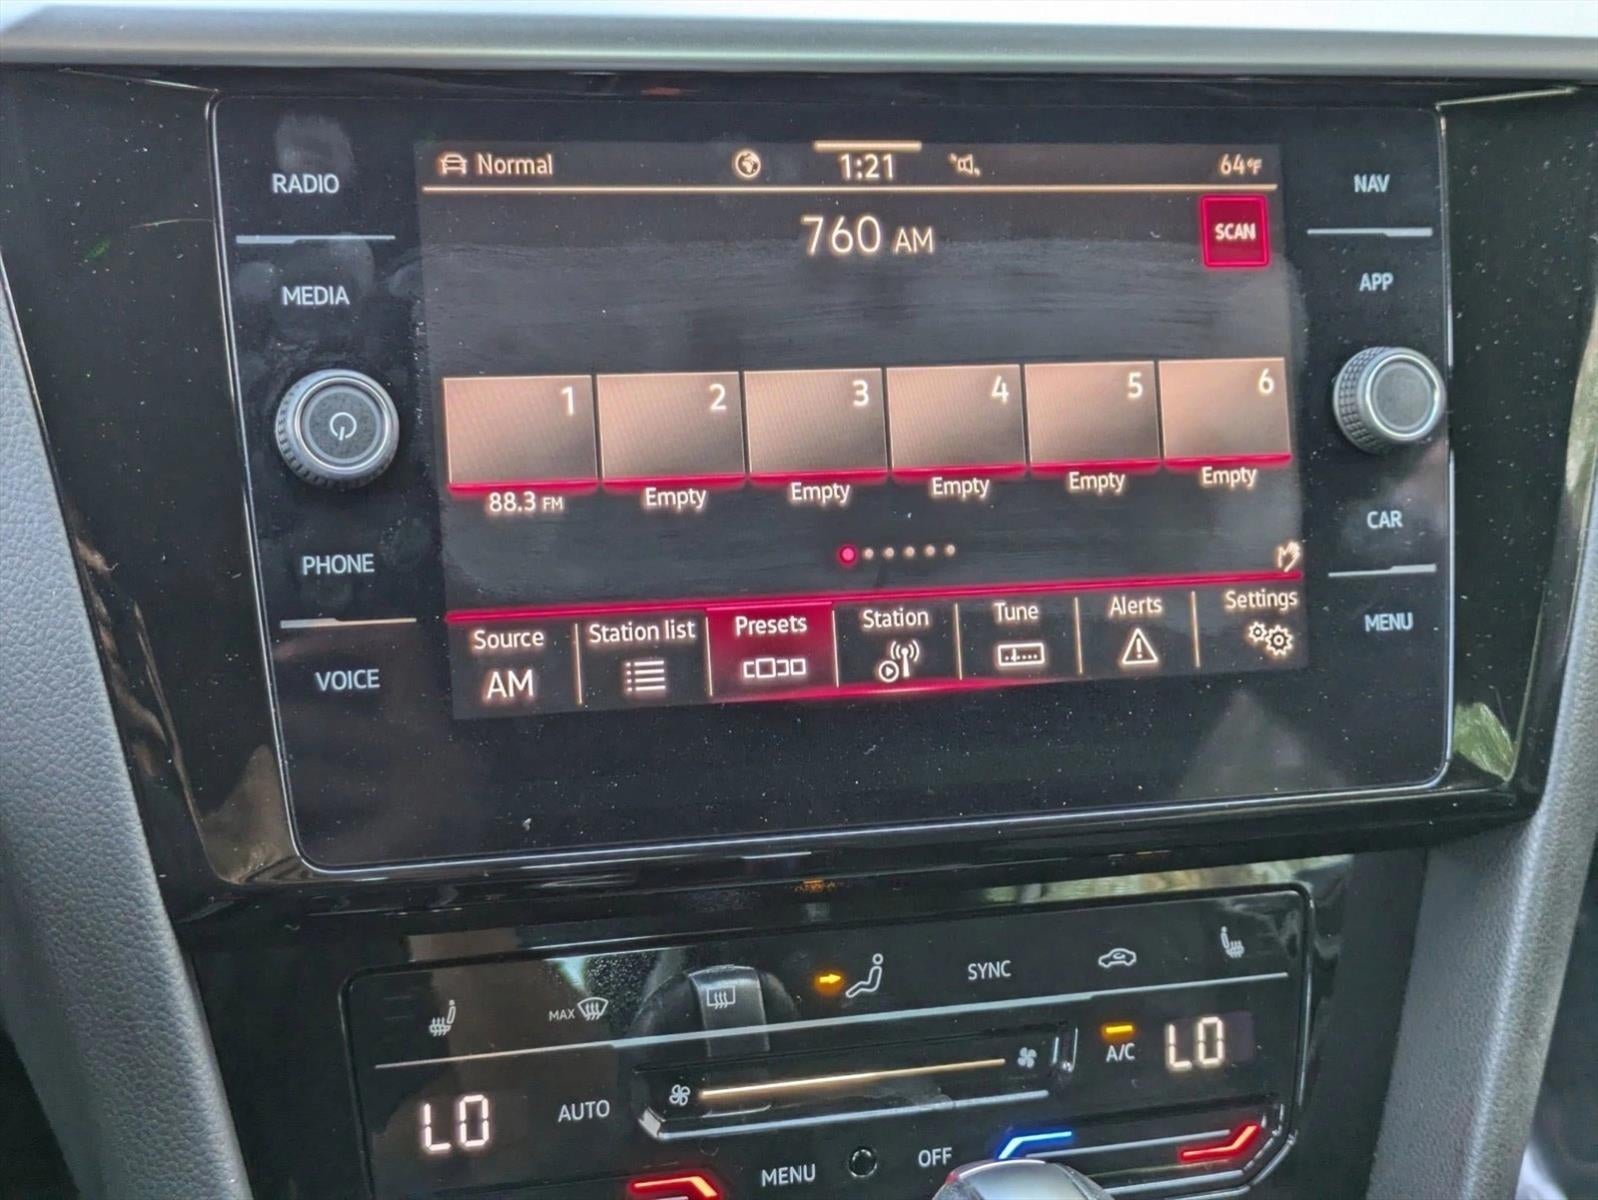 RADIO
MEDIA
PHONE
VOICE
Normal
1:21
64°F
760 AM
SCAN
1
2
3
4
5
6
88.3 FM
Empty
Empty
Empty
Empty
Empty
Source
AM
Station list
Presets
Station
Tune
Alerts
Settings
NAV
APP
CAR
MENU
MAX
SYNC
LO
AUTO
A/C
LO
MENU
OFF